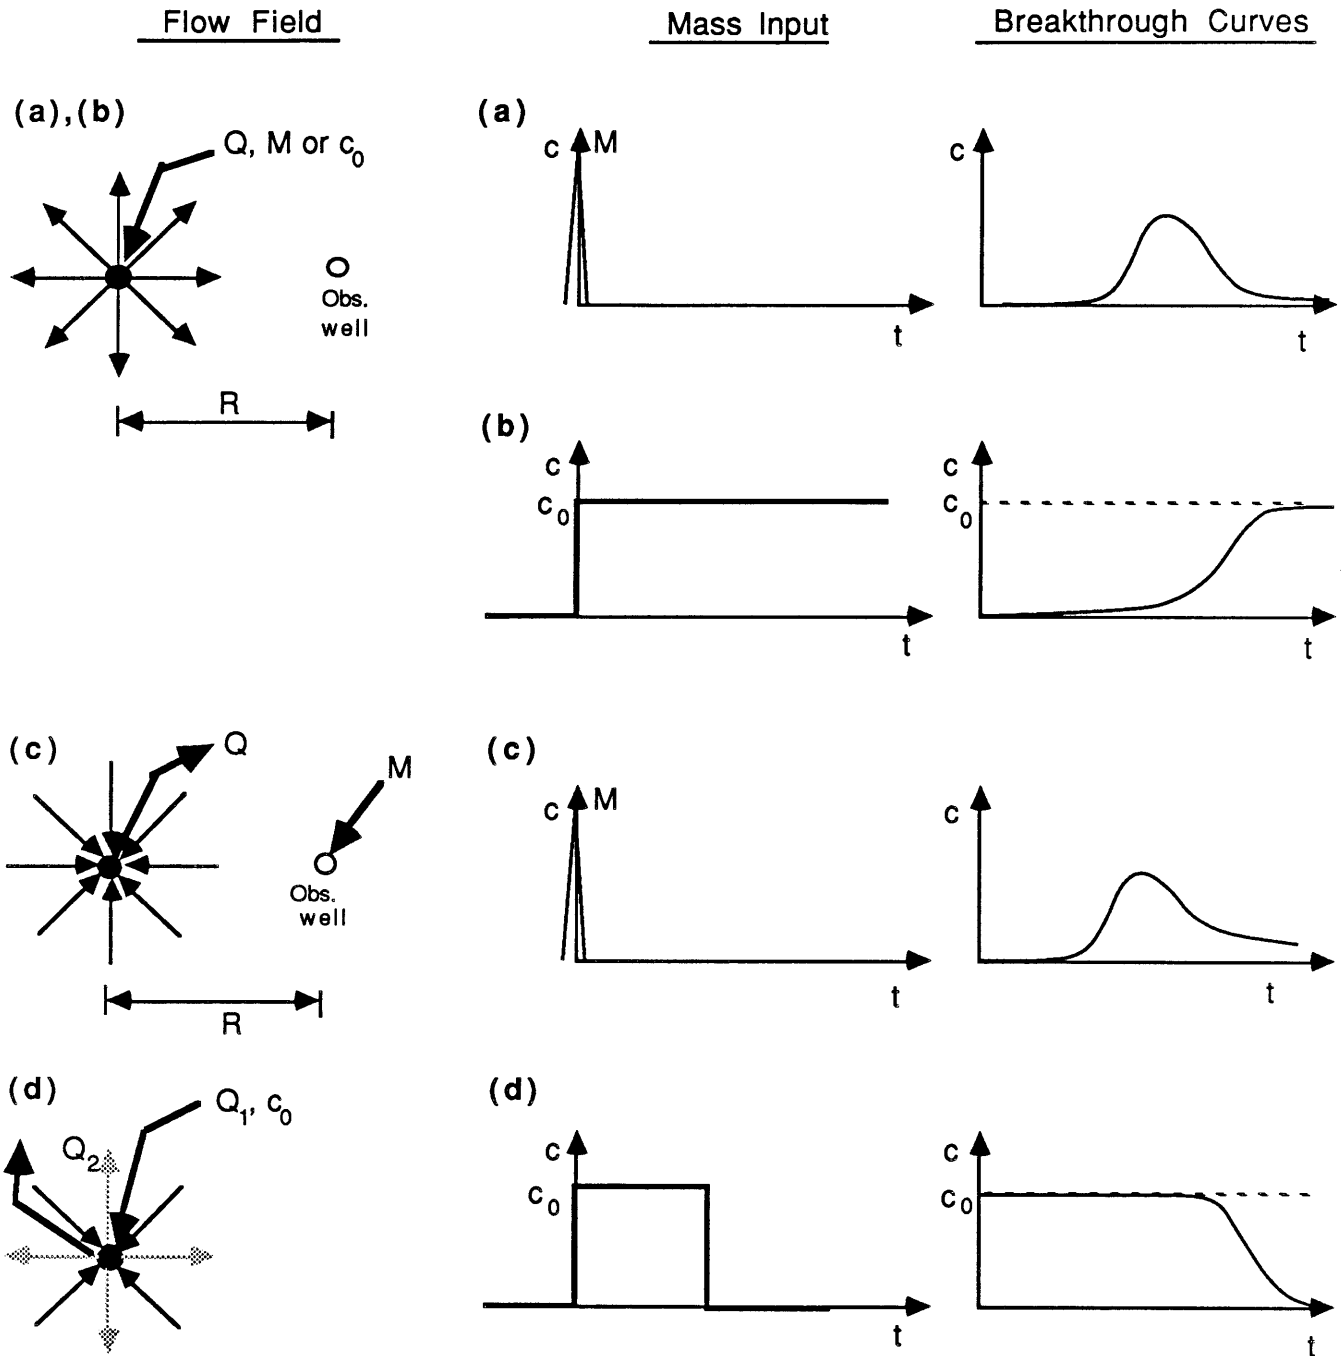 Flow Field
Mass Input
Breakthrough Curves
(a),(b)
Q, M or c0
Obs.
well
R
(a)
c
M
t
c
t
(b)
c
c0
t
c
c0
t
(c)
Q
M
Obs.
well
R
(c)
c
M
t
c
t
(d)
Q1, c0
Q2
(d)
c
c0
t
c
c0
t